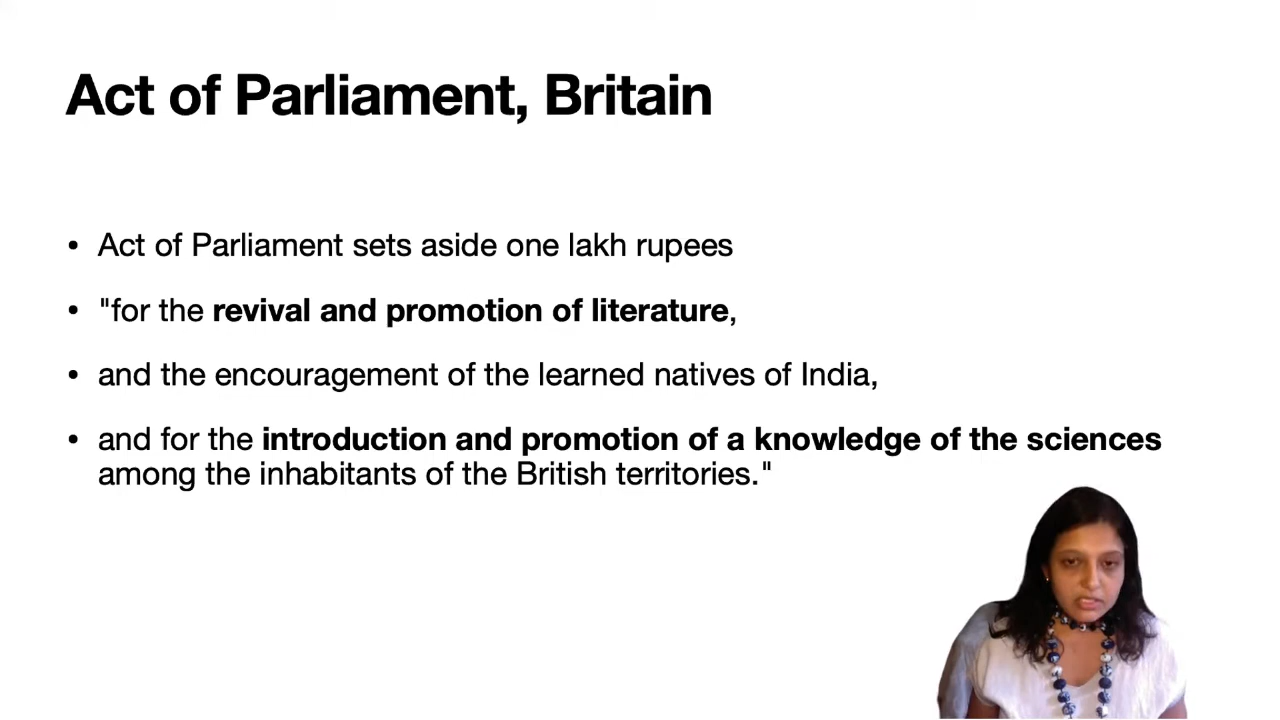 Act of Parliament, Britain
• Act of Parliament sets aside one lakh rupees
• "for the revival and promotion of literature,
• and the encouragement of the learned natives of India,
• and for the introduction and promotion of a knowledge of the sciences
among the inhabitants of the British territories."